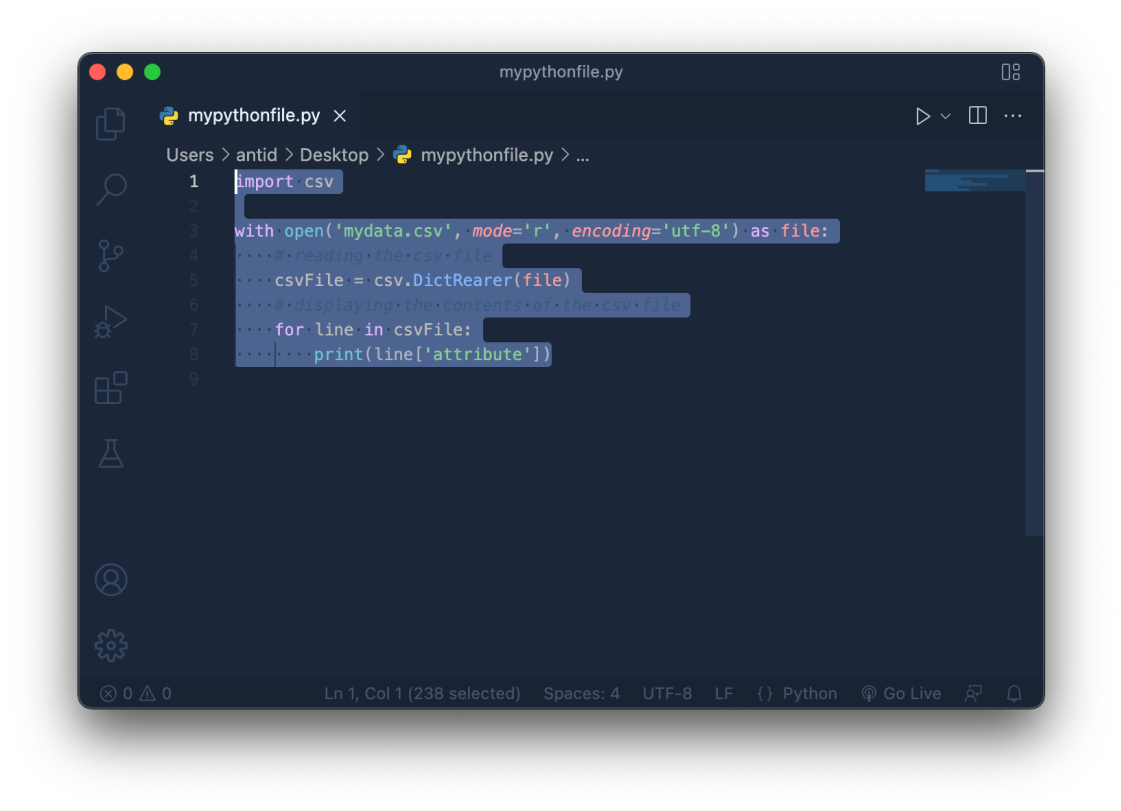 mypythonfile.py
mypythonfile.py
Users > antid > Desktop > mypythonfile.py > ...
1 import csv
2
3 with open('mydata.csv', mode='r', encoding='utf-8') as file:
4     # reading the csv file
5     csvFile = csv.DictRearer(file)
6     # displaying the contents of the csv file
7     for line in csvFile:
8         print(line['attribute'])
9
0 0 Ln 1, Col 1 (238 selected) Spaces: 4 UTF-8 LF {} Python Go Live